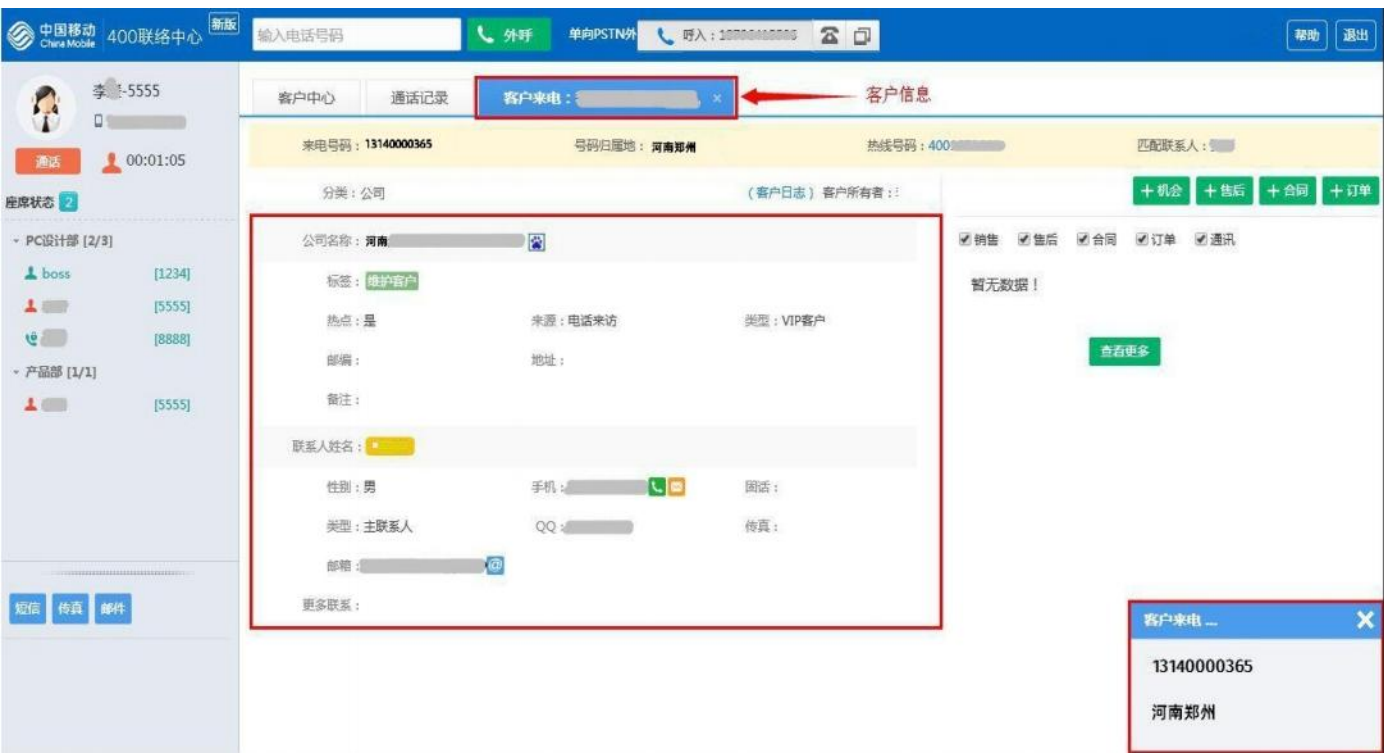 中国移动 China Mobile 400联络中心 新版 输入电话号码 外呼 单向PSTN外 呼入： 帮助 退出
李 -5555
通话 00:01:05
座席状态 2
PC设计部 [2/3]
boss [1234]
[5555]
[8888]
产品部 [1/1]
[5555]
短信 传真 邮件
客户中心 通话记录 客户来电： × 客户信息
来电号码：13140000365 号码归属地：河南郑州 热线号码：400 匹配联系人：
分类：公司 (客户日志) 客户所有者：
公司名称：河南
标签：维护客户
热点：是 来源：电话来访 类型：VIP客户
邮编： 地址：
备注：
联系人姓名：
性别：男 手机： 固话：
类型：主联系人 QQ： 传真：
邮箱： @
更多联系：
+机会 +售后 +合同 +订单
销售 售后 合同 订单 通讯
暂无数据！
查看更多
客户来电 ... ×
13140000365
河南郑州